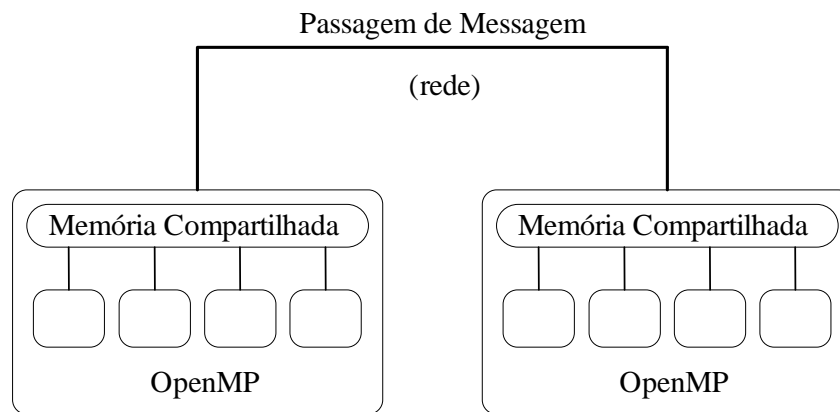 Passagem de Messagem
(rede)
Memória Compartilhada
Memória Compartilhada
OpenMP
OpenMP